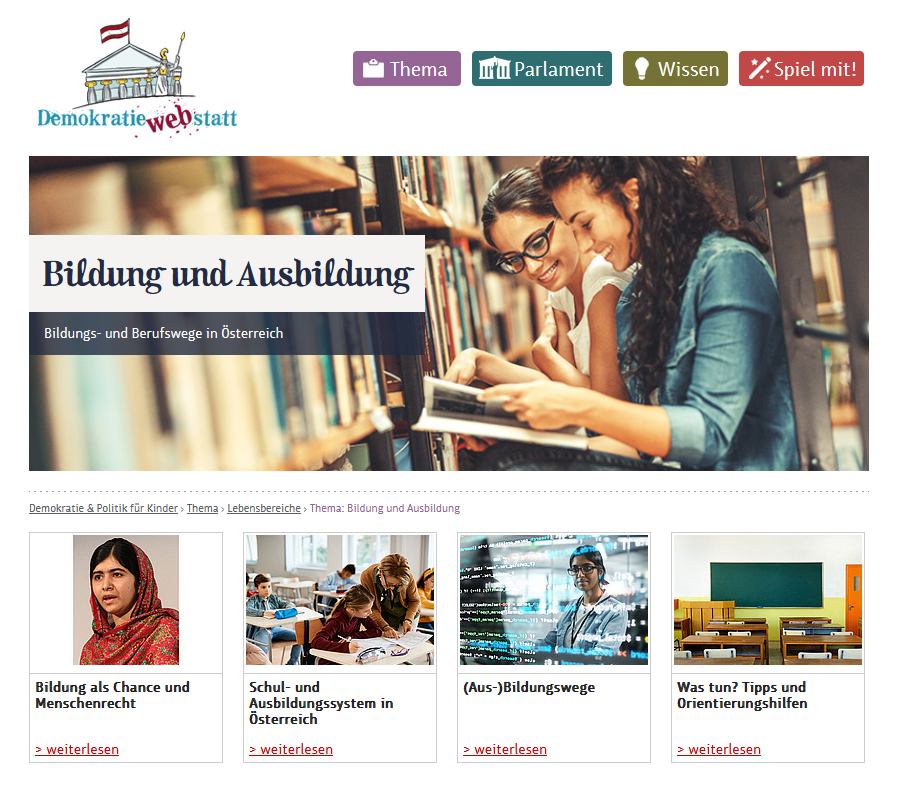 Demokratiewebstatt
Thema
Parlament
Wissen
Spiel mit!
Bildung und Ausbildung
Bildungs- und Berufswege in Österreich
Demokratie & Politik für Kinder › Thema › Lebensbereiche › Thema: Bildung und Ausbildung
Bildung als Chance und
Menschenrecht
> weiterlesen
Schul- und
Ausbildungssystem in
Österreich
> weiterlesen
(Aus-)Bildungswege
> weiterlesen
Was tun? Tipps und
Orientierungshilfen
> weiterlesen